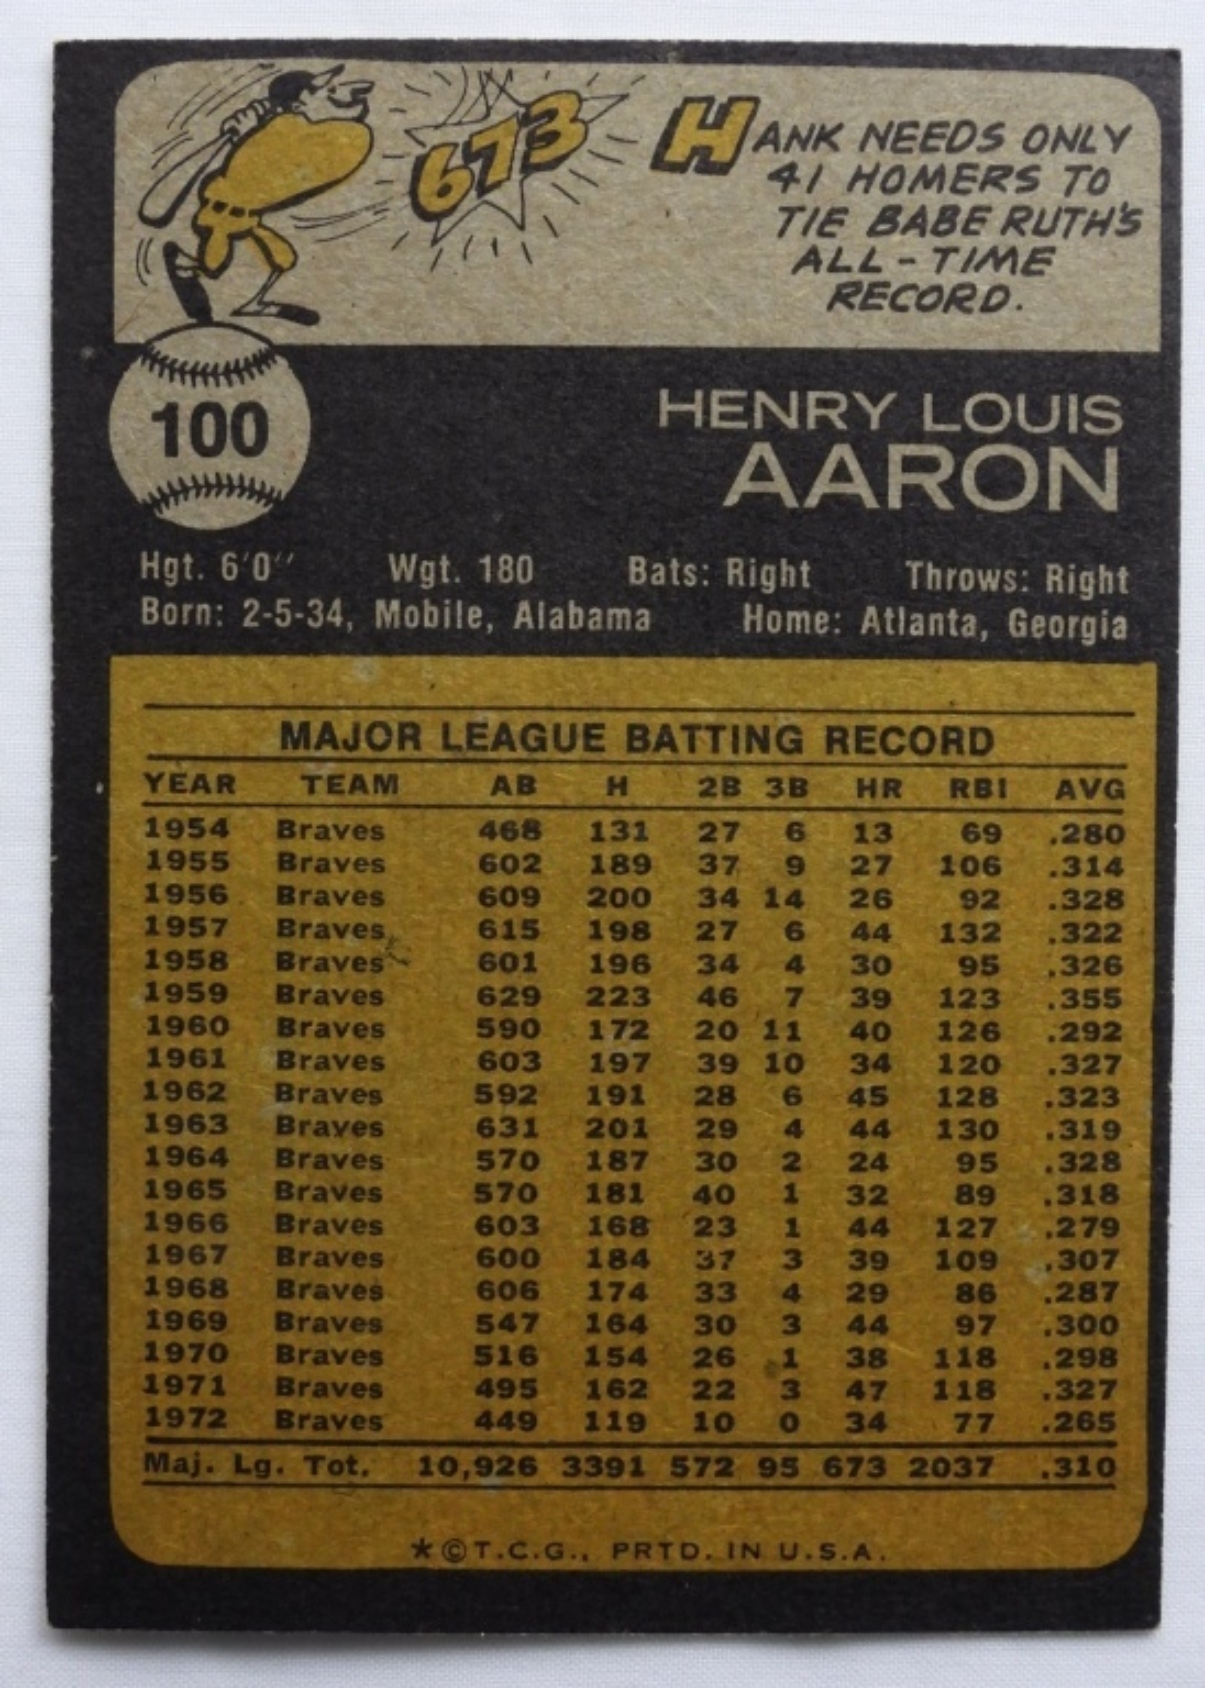 673
HANK NEEDS ONLY
41 HOMERS TO
TIE BABE RUTH'S
ALL-TIME
RECORD.
100
HENRY LOUIS
AARON
Hgt. 6'0'' Wgt. 180 Bats: Right Throws: Right
Born: 2-5-34, Mobile, Alabama Home: Atlanta, Georgia
MAJOR LEAGUE BATTING RECORD
YEAR TEAM AB H 2B 3B HR RBI AVG
1954 Braves 468 131 27 6 13 69 .280
1955 Braves 602 189 37 9 27 106 .314
1956 Braves 609 200 34 14 26 92 .328
1957 Braves 615 198 27 6 44 132 .322
1958 Braves 601 196 34 4 30 95 .326
1959 Braves 629 223 46 7 39 123 .355
1960 Braves 590 172 20 11 40 126 .292
1961 Braves 603 197 39 10 34 120 .327
1962 Braves 592 191 28 6 45 128 .323
1963 Braves 631 201 29 4 44 130 .319
1964 Braves 570 187 30 2 24 95 .328
1965 Braves 570 181 40 1 32 89 .318
1966 Braves 603 168 23 1 44 127 .279
1967 Braves 600 184 37 3 39 109 .307
1968 Braves 606 174 33 4 29 86 .287
1969 Braves 547 164 30 3 44 97 .300
1970 Braves 516 154 26 1 38 118 .298
1971 Braves 495 162 22 3 47 118 .327
1972 Braves 449 119 10 0 34 77 .265
Maj. Lg. Tot. 10,926 3391 572 95 673 2037 .310
*©T.C.G., PRTD. IN U.S.A.